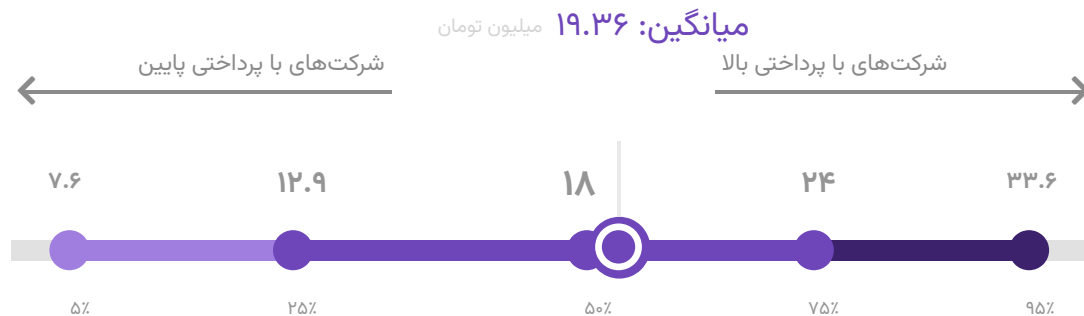 میانگین: ۱۹.۳۶ میلیون تومان
شرکت‌های با پرداختی بالا
شرکت‌های با پرداختی پایین
۷.۶ ۱۲.۹ ۱۸ ۲۴ ۳۳.۶
۵٪ ۲۵٪ ۵۰٪ ۷۵٪ ۹۵٪